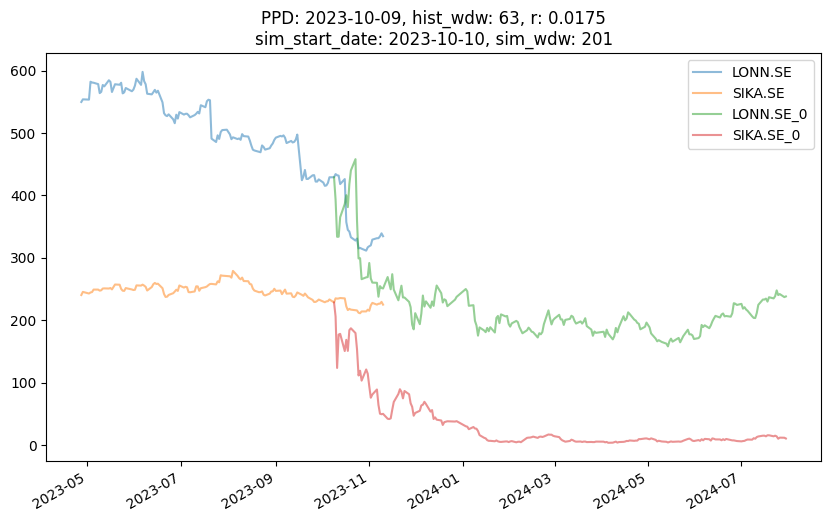 PPD: 2023-10-09, hist_wdw: 63, r: 0.0175
sim_start_date: 2023-10-10, sim_wdw: 201
LONN.SE
SIKA.SE
LONN.SE_0
SIKA.SE_0
600
500
400
300
200
100
0
2023-05
2023-07
2023-09
2023-11
2024-01
2024-03
2024-05
2024-07